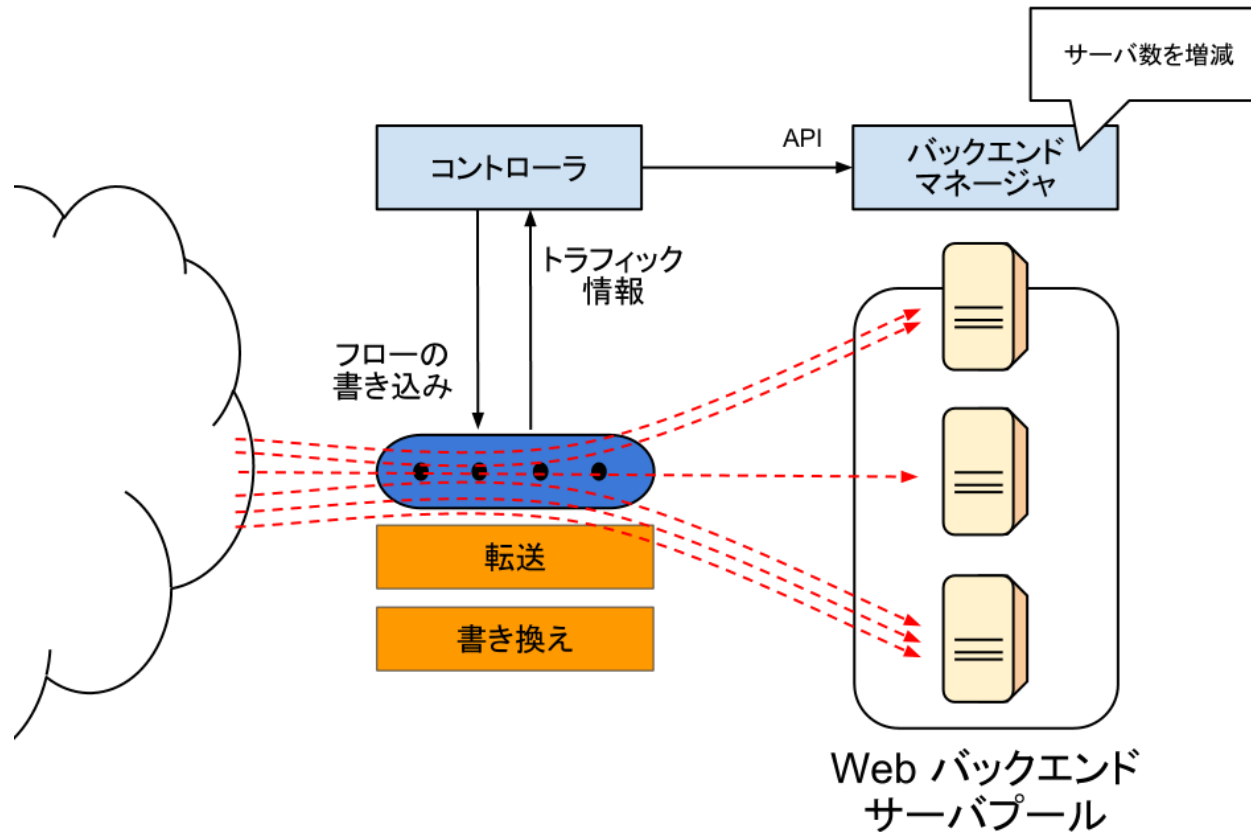 サーバ数を増減
コントローラ
API
バックエンド
マネージャ
トラフィック
情報
フローの
書き込み
転送
書き換え
Web バックエンド
サーバプール